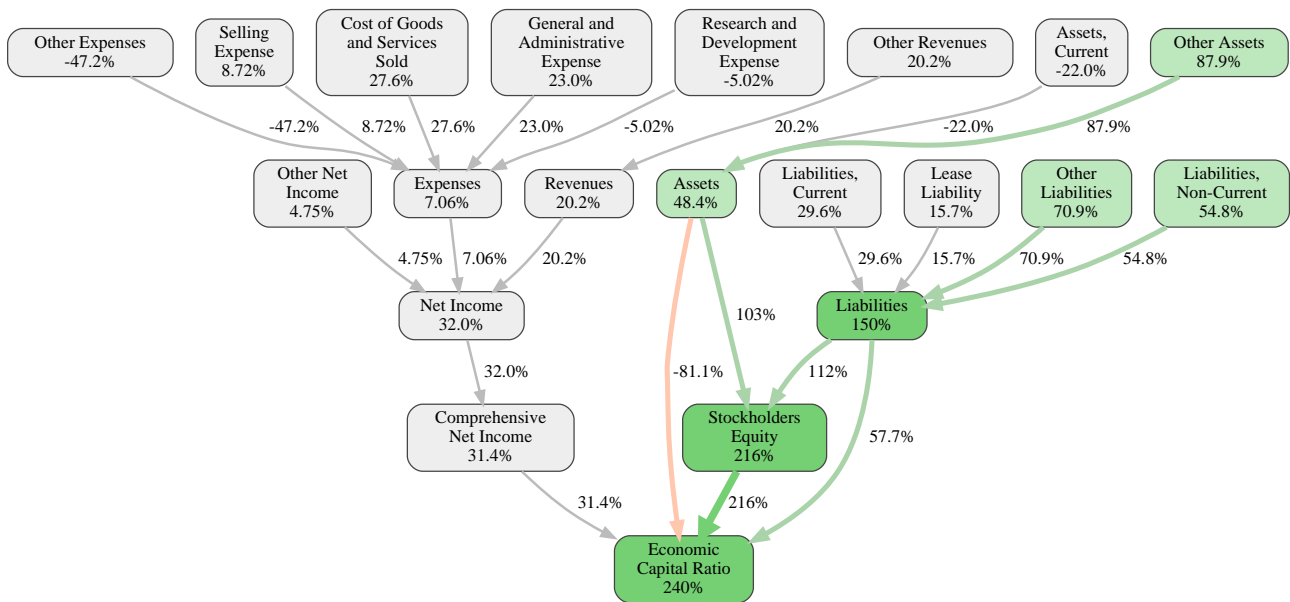 Other Expenses
-47.2%
Selling
Expense
8.72%
Cost of Goods
and Services
Sold
27.6%
General and
Administrative
Expense
23.0%
Research and
Development
Expense
-5.02%
Other Revenues
20.2%
Assets,
Current
-22.0%
Other Assets
87.9%
-47.2%
8.72%
27.6%
23.0%
-5.02%
20.2%
-22.0%
87.9%
Other Net
Income
4.75%
Expenses
7.06%
Revenues
20.2%
Assets
48.4%
Liabilities,
Current
29.6%
Lease
Liability
15.7%
Other
Liabilities
70.9%
Liabilities,
Non-Current
54.8%
4.75%
7.06%
20.2%
29.6%
15.7%
70.9%
54.8%
Net Income
32.0%
103%
Liabilities
150%
32.0%
-81.1%
112%
Comprehensive
Net Income
31.4%
Stockholders
Equity
216%
57.7%
31.4%
216%
Economic
Capital Ratio
240%